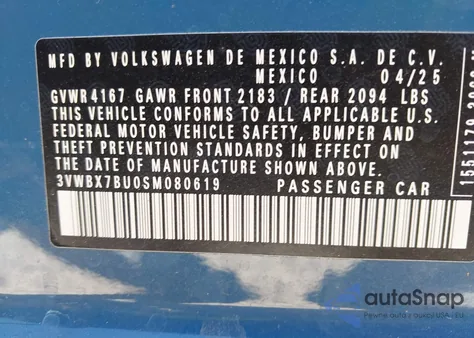 MFD BY VOLKSWAGEN DE MEXICO S.A. DE C.V.
MEXICO 04/25
GVWR 4167 GAWR FRONT 2183 / REAR 2094 LBS
THIS VEHICLE CONFORMS TO ALL APPLICABLE U.S.
FEDERAL MOTOR VEHICLE SAFETY, BUMPER AND
THEFT PREVENTION STANDARDS IN EFFECT ON
THE DATE OF MANUFACTURE SHOWN ABOVE
3VWBX7BU0SM080619 PASSENGER CAR
autoSnap